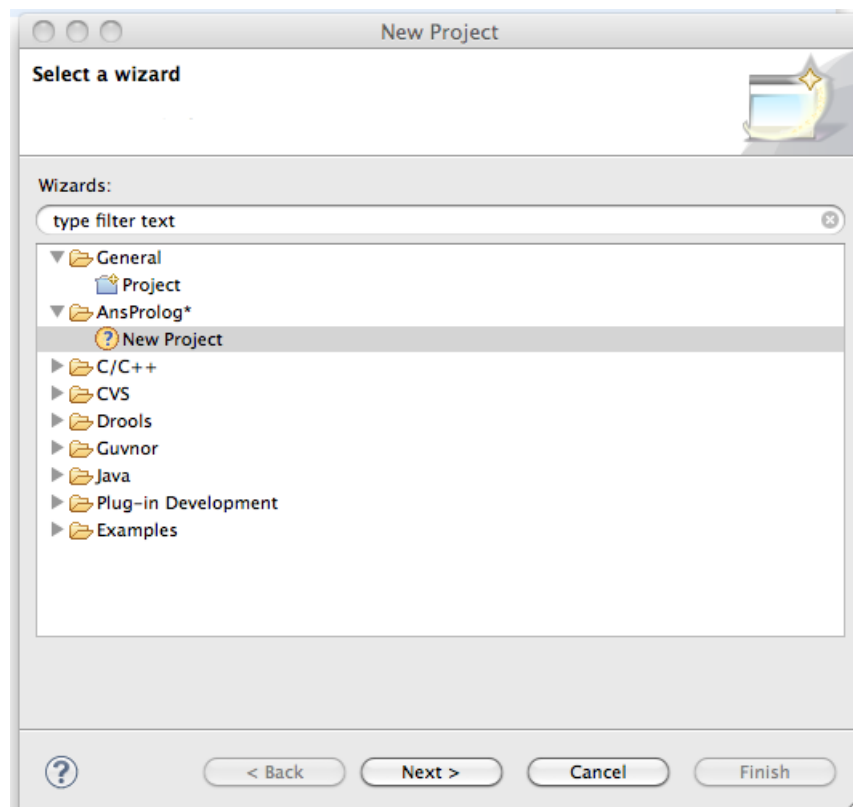 New Project
Select a wizard
Wizards:
type filter text
General
Project
AnsProlog*
? New Project
C/C++
CVS
Drools
Guvnor
Java
Plug-in Development
Examples
? < Back Next > Cancel Finish